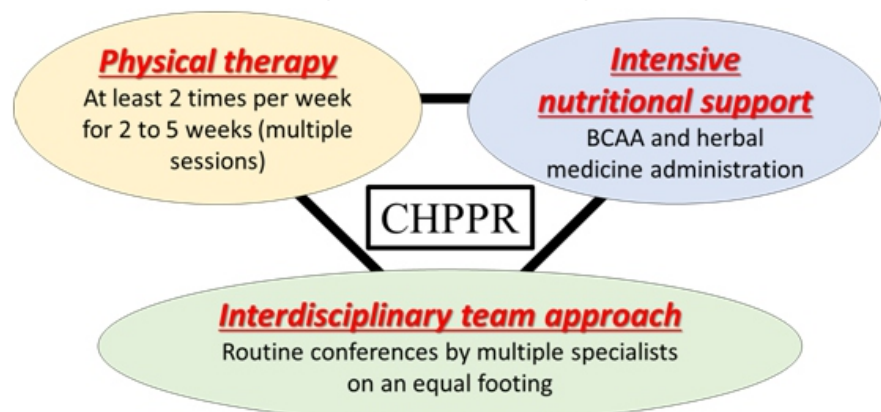 Physical therapy
At least 2 times per week
for 2 to 5 weeks (multiple
sessions)
Intensive
nutritional support
BCAA and herbal
medicine administration
CHPPR
Interdisciplinary team approach
Routine conferences by multiple specialists
on an equal footing